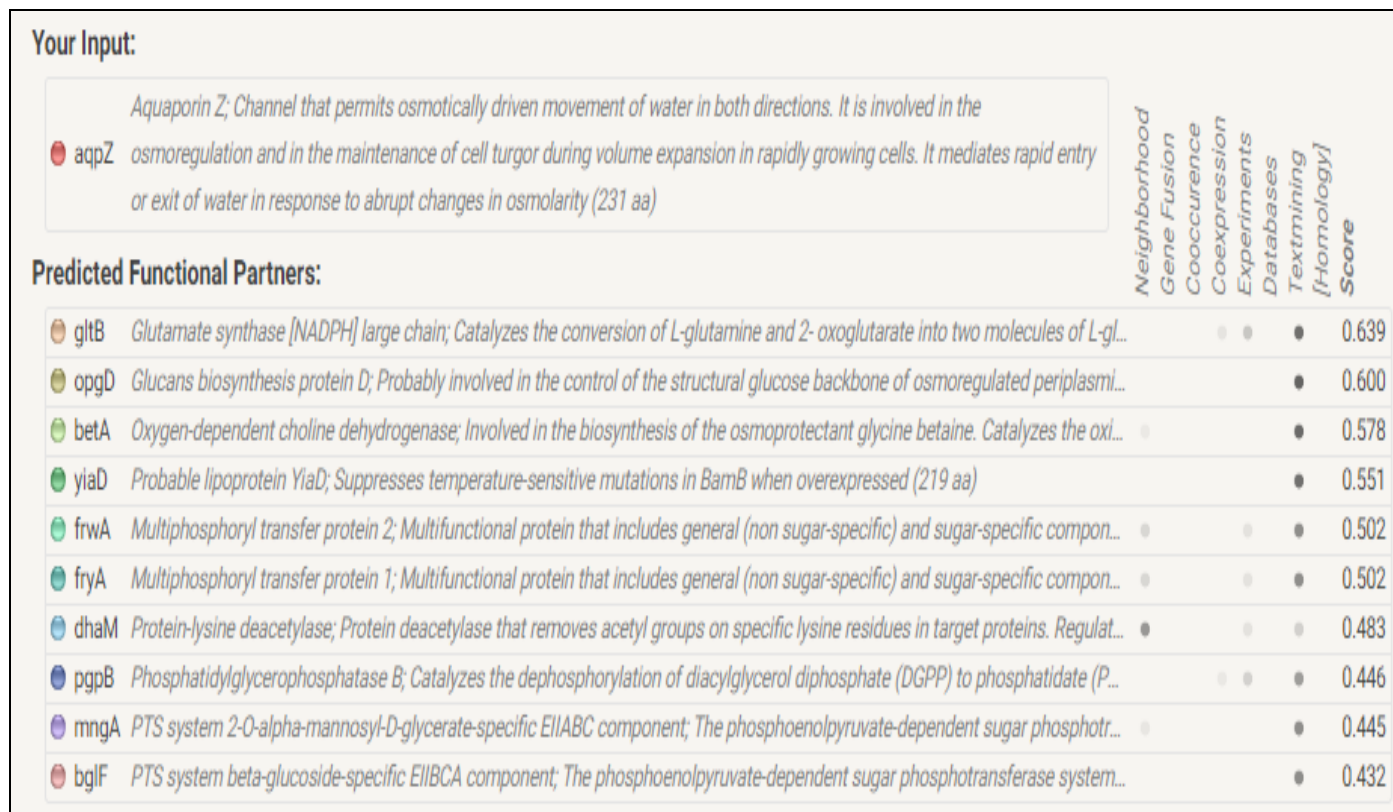 Your Input:
Aquaporin Z; Channel that permits osmotically driven movement of water in both directions. It is involved in the
aqpZ osmoregulation and in the maintenance of cell turgor during volume expansion in rapidly growing cells. It mediates rapid entry
or exit of water in response to abrupt changes in osmolarity (231 aa)
Neighborhood
Gene Fusion
Cooccurence
Coexpression
Experiments
Databases
Textmining
[Homology]
Score
Predicted Functional Partners:
gltB Glutamate synthase [NADPH] large chain; Catalyzes the conversion of L-glutamine and 2- oxoglutarate into two molecules of L-gl... 0.639
opgD Glucans biosynthesis protein D; Probably involved in the control of the structural glucose backbone of osmoregulated periplasmi... 0.600
betA Oxygen-dependent choline dehydrogenase; Involved in the biosynthesis of the osmoprotectant glycine betaine. Catalyzes the oxi... 0.578
yiaD Probable lipoprotein YiaD; Suppresses temperature-sensitive mutations in BamB when overexpressed (219 aa) 0.551
frwA Multiphosphoryl transfer protein 2; Multifunctional protein that includes general (non sugar-specific) and sugar-specific compon... 0.502
fryA Multiphosphoryl transfer protein 1; Multifunctional protein that includes general (non sugar-specific) and sugar-specific compon... 0.502
dhaM Protein-lysine deacetylase; Protein deacetylase that removes acetyl groups on specific lysine residues in target proteins. Regulat... 0.483
pgpB Phosphatidylglycerophosphatase B; Catalyzes the dephosphorylation of diacylglycerol diphosphate (DGPP) to phosphatidate (P... 0.446
mngA PTS system 2-O-alpha-mannosyl-D-glycerate-specific EIIABC component; The phosphoenolpyruvate-dependent sugar phosphotr... 0.445
bglF PTS system beta-glucoside-specific EIIBCA component; The phosphoenolpyruvate-dependent sugar phosphotransferase system... 0.432